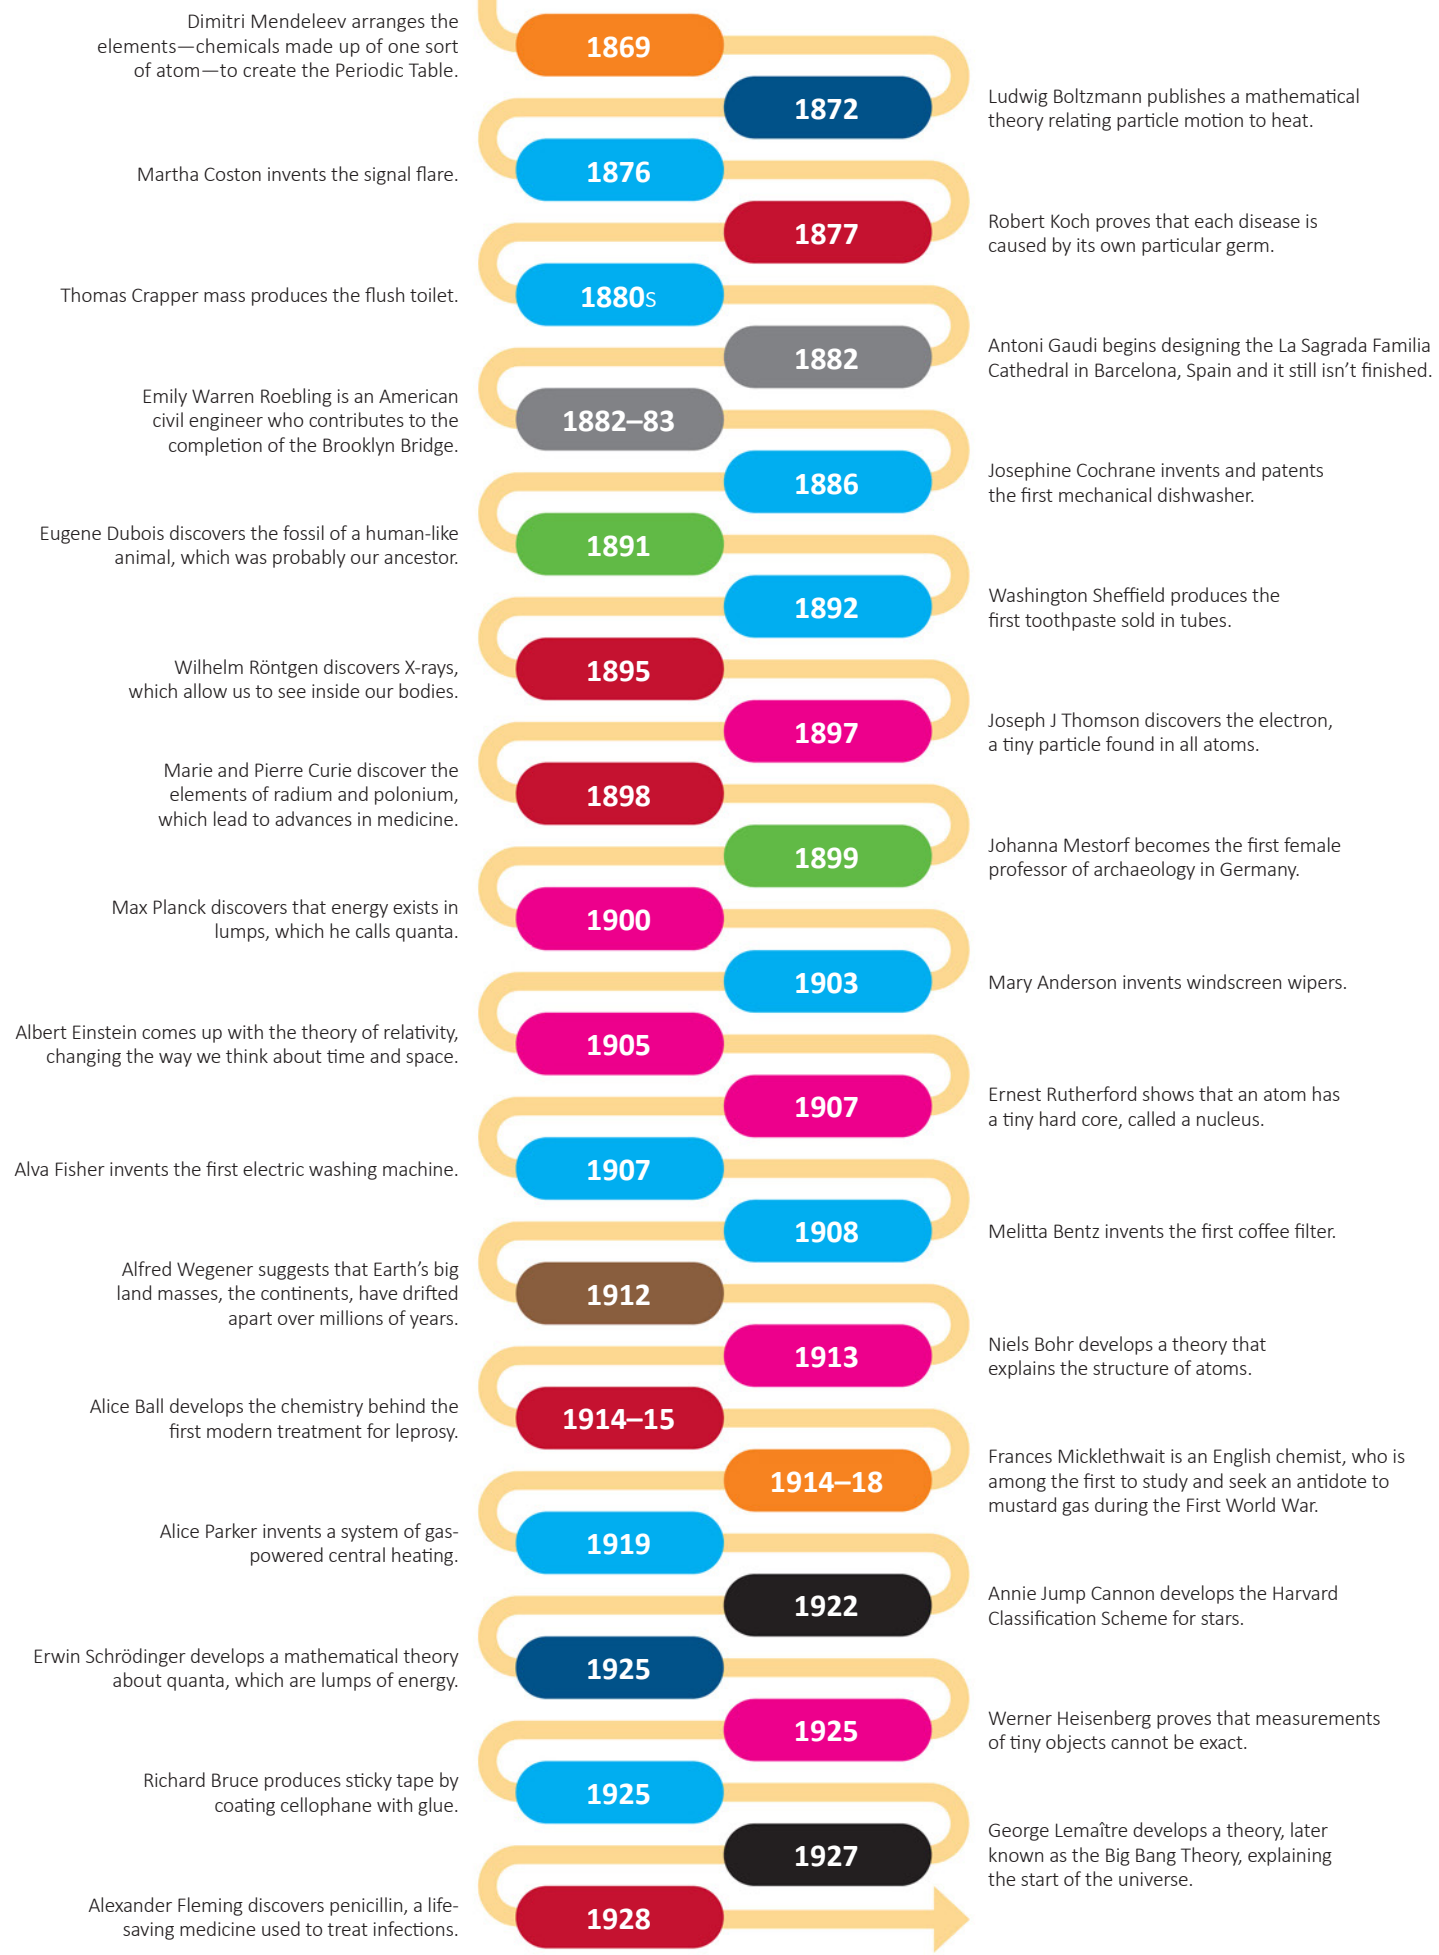 Dimitri Mendeleev arranges the
elements—chemicals made up of one sort
of atom—to create the Periodic Table.
1869
1872
Ludwig Boltzmann publishes a mathematical
theory relating particle motion to heat.
Martha Coston invents the signal flare.
1876
1877
Robert Koch proves that each disease is
caused by its own particular germ.
Thomas Crapper mass produces the flush toilet.
1880s
1882
Antoni Gaudi begins designing the La Sagrada Familia
Cathedral in Barcelona, Spain and it still isn’t finished.
Emily Warren Roebling is an American
civil engineer who contributes to the
completion of the Brooklyn Bridge.
1882–83
1886
Josephine Cochrane invents and patents
the first mechanical dishwasher.
Eugene Dubois discovers the fossil of a human-like
animal, which was probably our ancestor.
1891
1892
Washington Sheffield produces the
first toothpaste sold in tubes.
Wilhelm Röntgen discovers X-rays,
which allow us to see inside our bodies.
1895
1897
Joseph J Thomson discovers the electron,
a tiny particle found in all atoms.
Marie and Pierre Curie discover the
elements of radium and polonium,
which lead to advances in medicine.
1898
1899
Johanna Mestorf becomes the first female
professor of archaeology in Germany.
Max Planck discovers that energy exists in
lumps, which he calls quanta.
1900
1903
Mary Anderson invents windscreen wipers.
Albert Einstein comes up with the theory of relativity,
changing the way we think about time and space.
1905
1907
Ernest Rutherford shows that an atom has
a tiny hard core, called a nucleus.
Alva Fisher invents the first electric washing machine.
1907
1908
Melitta Bentz invents the first coffee filter.
Alfred Wegener suggests that Earth’s big
land masses, the continents, have drifted
apart over millions of years.
1912
1913
Niels Bohr develops a theory that
explains the structure of atoms.
Alice Ball develops the chemistry behind the
first modern treatment for leprosy.
1914–15
1914–18
Frances Micklethwait is an English chemist, who is
among the first to study and seek an antidote to
mustard gas during the First World War.
Alice Parker invents a system of gas-
powered central heating.
1919
1922
Annie Jump Cannon develops the Harvard
Classification Scheme for stars.
Erwin Schrödinger develops a mathematical theory
about quanta, which are lumps of energy.
1925
1925
Werner Heisenberg proves that measurements
of tiny objects cannot be exact.
Richard Bruce produces sticky tape by
coating cellophane with glue.
1925
1927
George Lemaître develops a theory, later
known as the Big Bang Theory, explaining
the start of the universe.
Alexander Fleming discovers penicillin, a life-
saving medicine used to treat infections.
1928